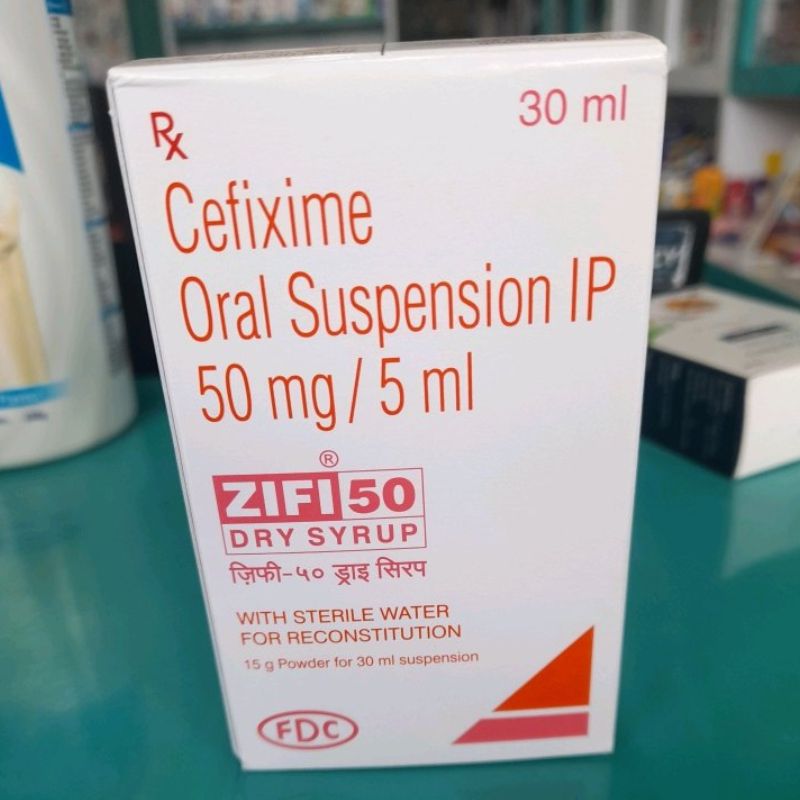 Rx
30 ml
Cefixime
Oral Suspension IP
50 mg / 5 ml
®
ZIFI 50
DRY SYRUP
ज़िफी-५० ड्राइ सिरप
WITH STERILE WATER
FOR RECONSTITUTION
15 g Powder for 30 ml suspension
FDC